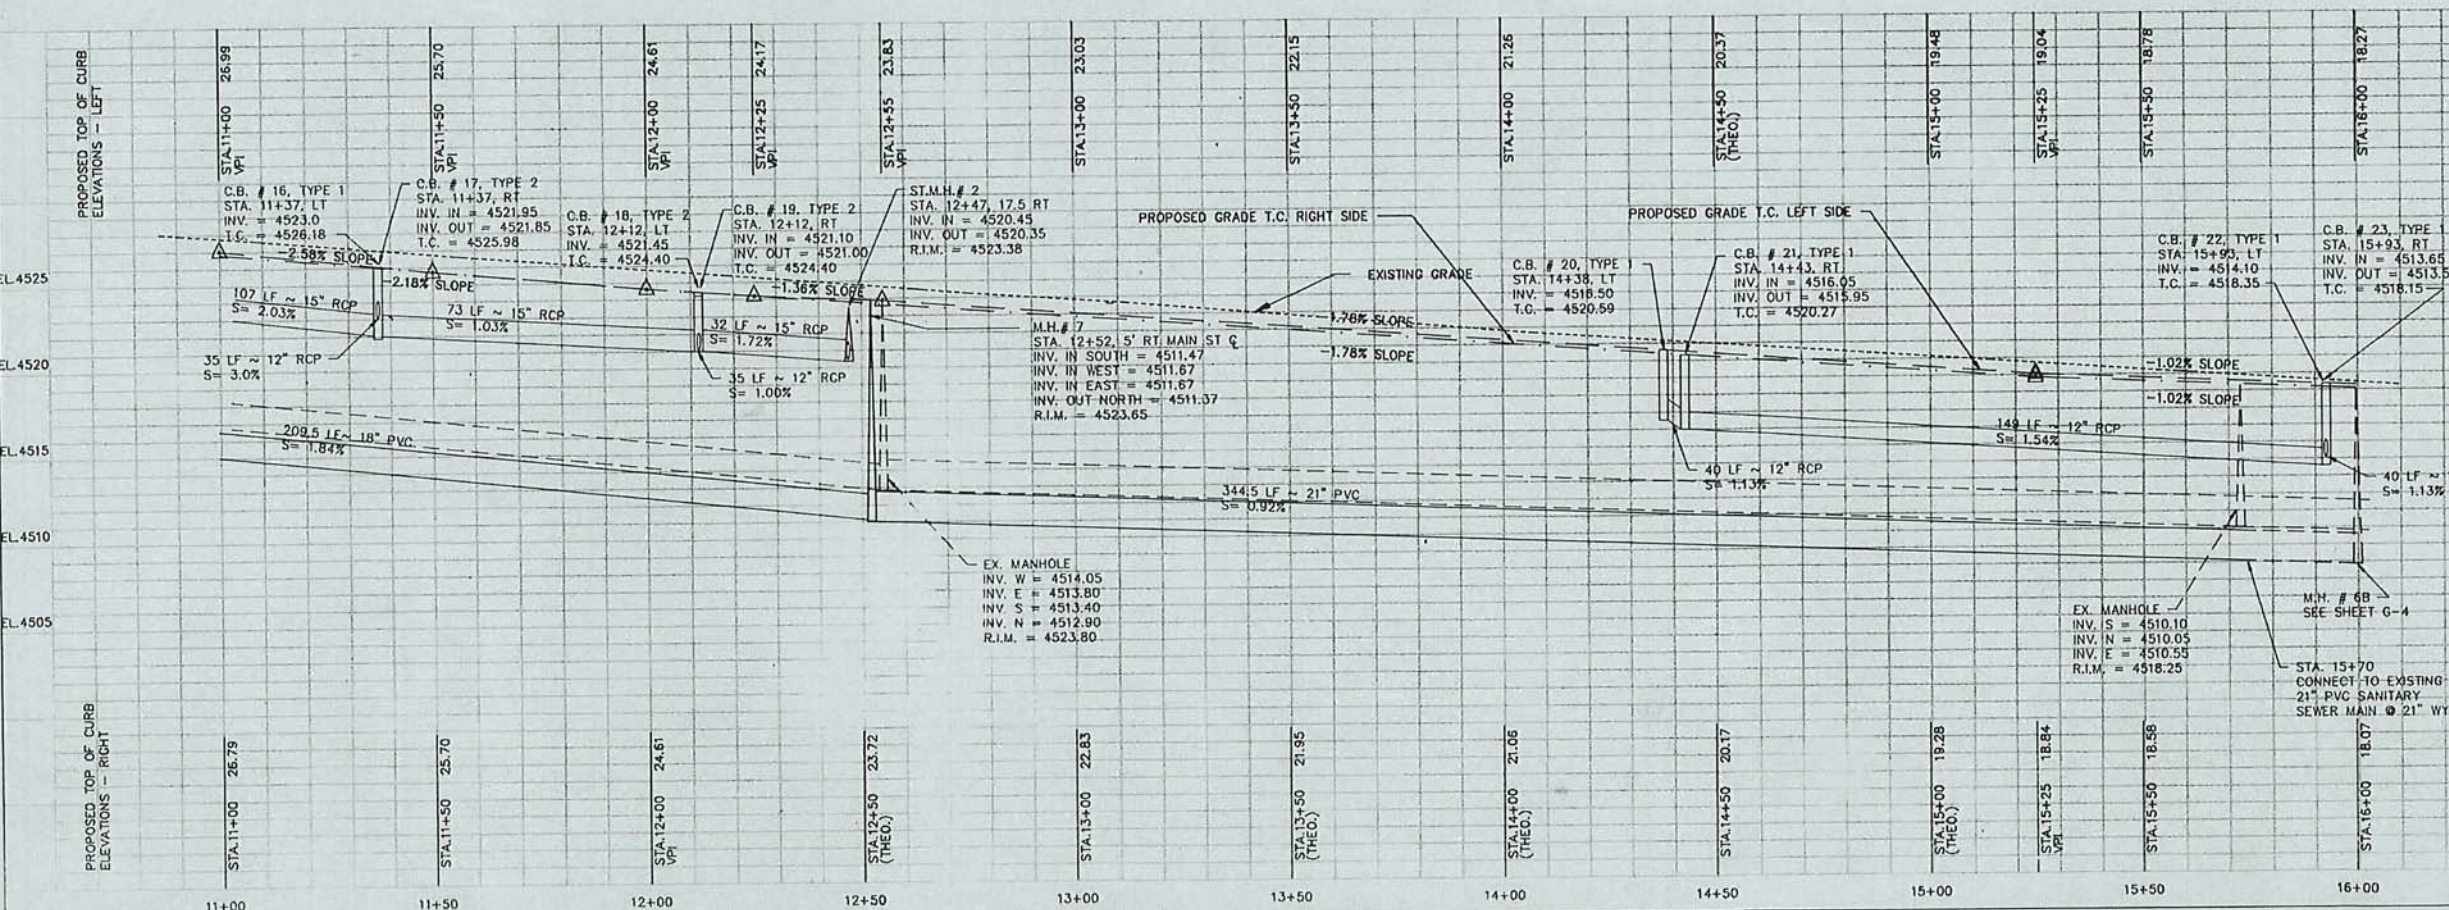 PROPOSED TOP OF CURB
ELEVATIONS - LEFT
STA.11+00 26.99
VPI
STA.11+50 25.70
VPI
STA.12+00 24.61
VPI
STA.12+25 24.17
VPI
STA.12+55 23.83
VPI
STA.13+00 23.03
STA.13+50 22.15
STA.14+00 21.26
STA.14+50 20.37
(THEO.)
STA.15+00 19.48
STA.15+25 19.04
VPI
STA.15+50 18.78
STA.16+00 18.27
C.B. # 16, TYPE 1
STA. 11+37, LT
INV. = 4523.0
T.C. = 4526.18
C.B. # 17, TYPE 2
STA. 11+37, RT
INV. IN = 4521.95
INV. OUT = 4521.85
T.C. = 4525.98
C.B. # 18, TYPE 2
STA. 12+12, LT
INV. = 4521.45
T.C. = 4524.40
C.B. # 19, TYPE 2
STA. 12+12, RT
INV. IN = 4521.10
INV. OUT = 4521.00
T.C. = 4524.40
ST.M.H.# 2
STA. 12+47, 17.5 RT
INV. IN = 4520.45
INV. OUT = 4520.35
R.I.M. = 4523.38
PROPOSED GRADE T.C. RIGHT SIDE
EXISTING GRADE
PROPOSED GRADE T.C. LEFT SIDE
C.B. # 20, TYPE 1
STA. 14+38, LT
INV. = 4516.50
T.C. = 4520.59
C.B. # 21, TYPE 1
STA. 14+43, RT
INV. IN = 4516.05
INV. OUT = 4515.95
T.C. = 4520.27
C.B. # 22, TYPE 1
STA. 15+93, LT
INV. = 4514.10
T.C. = 4518.35
C.B. # 23, TYPE 1
STA. 15+93, RT
INV. IN = 4513.65
INV. OUT = 4513.5
T.C. = 4518.15
EL.4525
EL.4520
EL.4515
EL.4510
EL.4505
-2.58% SLOPE
-2.18% SLOPE
-1.36% SLOPE
-1.78% SLOPE
-1.78% SLOPE
-1.02% SLOPE
-1.02% SLOPE
107 LF ~ 15" RCP
S= 2.03%
73 LF ~ 15" RCP
S= 1.03%
32 LF ~ 15" RCP
S= 1.72%
35 LF ~ 12" RCP
S= 3.0%
35 LF ~ 12" RCP
S= 1.00%
M.H.# 7
STA. 12+52, 5' RT MAIN ST ℄
INV. IN SOUTH = 4511.47
INV. IN WEST = 4511.67
INV. IN EAST = 4511.67
INV. OUT NORTH = 4511.37
R.I.M. = 4523.65
209.5 LF~ 18" PVC
S= 1.84%
344.5 LF ~ 21" PVC
S= 0.92%
40 LF ~ 12" RCP
S= 1.13%
149 LF ~ 12" RCP
S= 1.54%
40 LF ~
S= 1.13%
EX. MANHOLE
INV. W = 4514.05
INV. E = 4513.80
INV. S = 4513.40
INV. N = 4512.90
R.I.M. = 4523.80
EX. MANHOLE
INV. S = 4510.10
INV. N = 4510.05
INV. E = 4510.55
R.I.M. = 4518.25
M.H. # 6B
SEE SHEET G-4
STA. 15+70
CONNECT TO EXISTING
21" PVC SANITARY
SEWER MAIN @ 21" WY
PROPOSED TOP OF CURB
ELEVATIONS - RIGHT
STA.11+00 26.79
STA.11+50 25.70
STA.12+00 24.61
VPI
STA.12+50 23.72
(THEO.)
STA.13+00 22.83
STA.13+50 21.95
(THEO.)
STA.14+00 21.06
(THEO.)
STA.14+50 20.17
STA.15+00 19.28
(THEO.)
STA.15+25 18.84
VPI
STA.15+50 18.58
STA.16+00 18.07
11+00 11+50 12+00 12+50 13+00 13+50 14+00 14+50 15+00 15+50 16+00